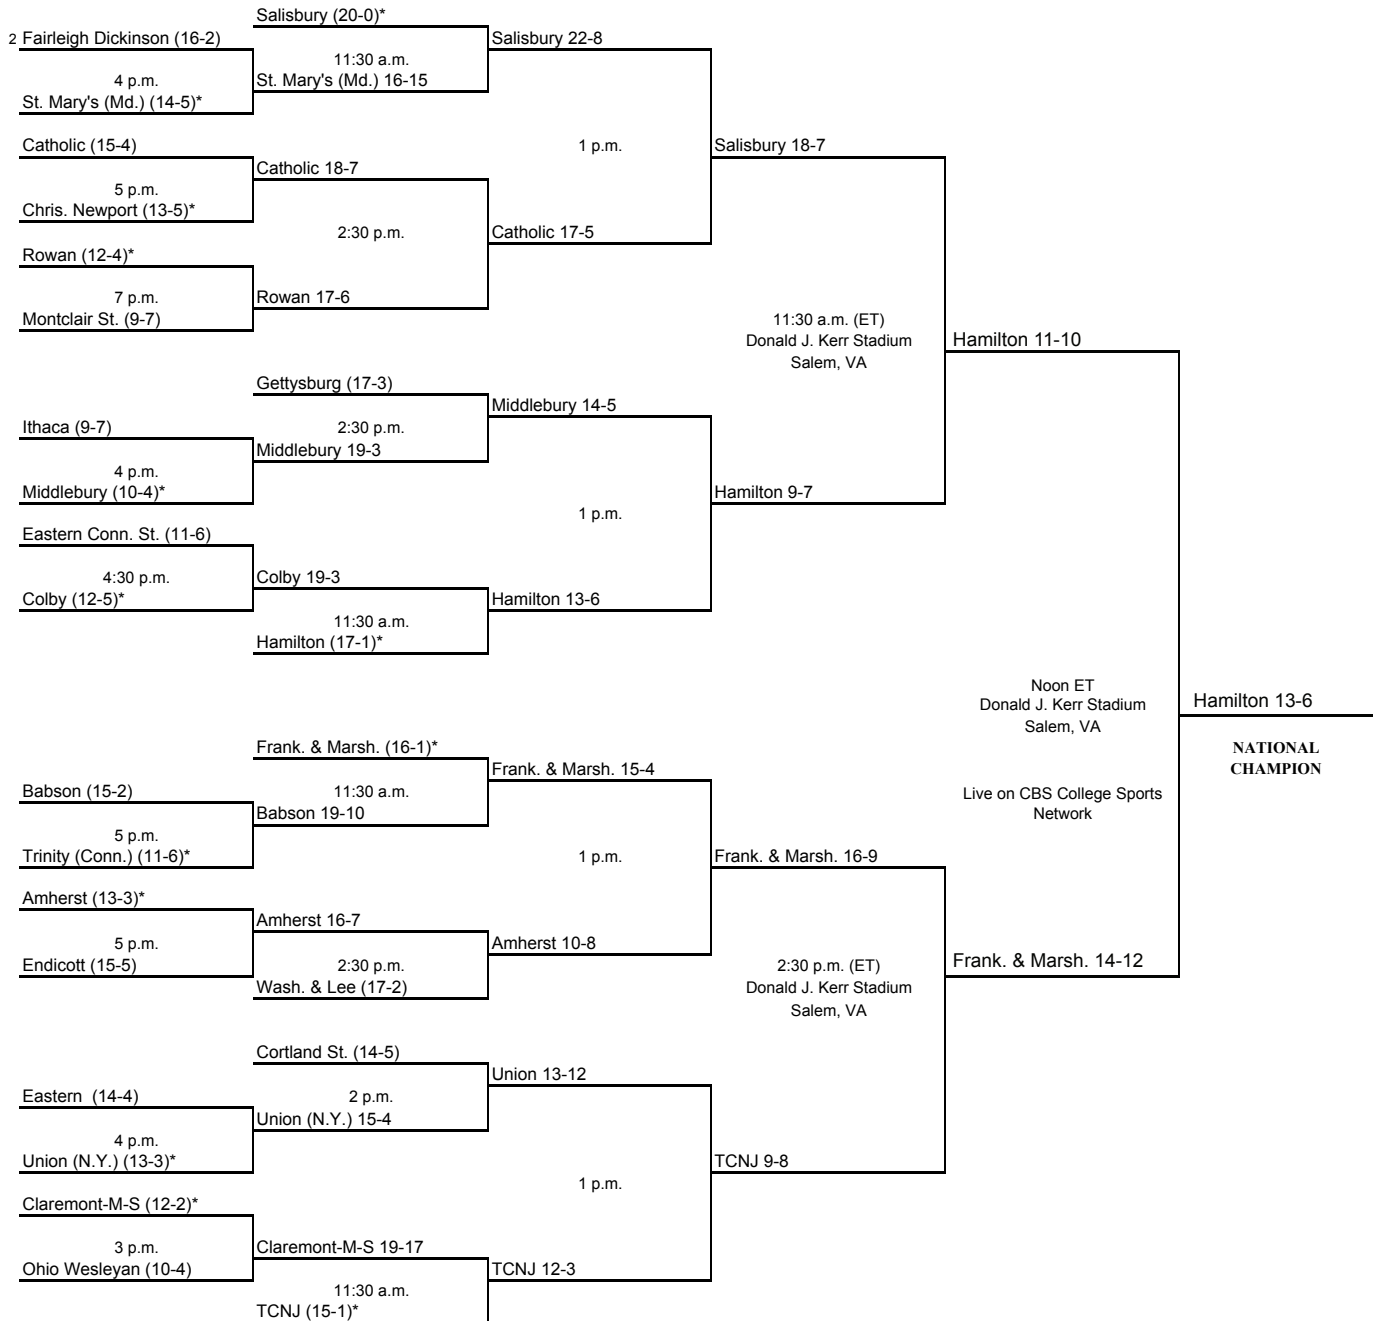 Salisbury (20-0)*
2 Fairleigh Dickinson (16-2)
Salisbury 22-8
11:30 a.m.
4 p.m.
St. Mary's (Md.) 16-15
St. Mary's (Md.) (14-5)*
Catholic (15-4)
1 p.m.
Salisbury 18-7
Catholic 18-7
5 p.m.
Chris. Newport (13-5)*
2:30 p.m.
Catholic 17-5
Rowan (12-4)*
7 p.m.
Rowan 17-6
Montclair St. (9-7)
11:30 a.m. (ET)
Donald J. Kerr Stadium
Salem, VA
Hamilton 11-10
Gettysburg (17-3)
Middlebury 14-5
Ithaca (9-7)
2:30 p.m.
Middlebury 19-3
4 p.m.
Middlebury (10-4)*
Hamilton 9-7
1 p.m.
Eastern Conn. St. (11-6)
4:30 p.m.
Colby 19-3
Colby (12-5)*
Hamilton 13-6
11:30 a.m.
Hamilton (17-1)*
Noon ET
Donald J. Kerr Stadium
Salem, VA
Hamilton 13-6
NATIONAL
CHAMPION
Frank. & Marsh. (16-1)*
Frank. & Marsh. 15-4
Babson (15-2)
11:30 a.m.
Live on CBS College Sports
Network
Babson 19-10
5 p.m.
Trinity (Conn.) (11-6)*
1 p.m.
Frank. & Marsh. 16-9
Amherst (13-3)*
Amherst 16-7
5 p.m.
Amherst 10-8
Endicott (15-5)
2:30 p.m.
Wash. & Lee (17-2)
2:30 p.m. (ET)
Donald J. Kerr Stadium
Salem, VA
Frank. & Marsh. 14-12
Cortland St. (14-5)
Union 13-12
Eastern  (14-4)
2 p.m.
Union (N.Y.) 15-4
4 p.m.
Union (N.Y.) (13-3)*
TCNJ 9-8
1 p.m.
Claremont-M-S (12-2)*
3 p.m.
Claremont-M-S 19-17
Ohio Wesleyan (10-4)
TCNJ 12-3
11:30 a.m.
TCNJ (15-1)*